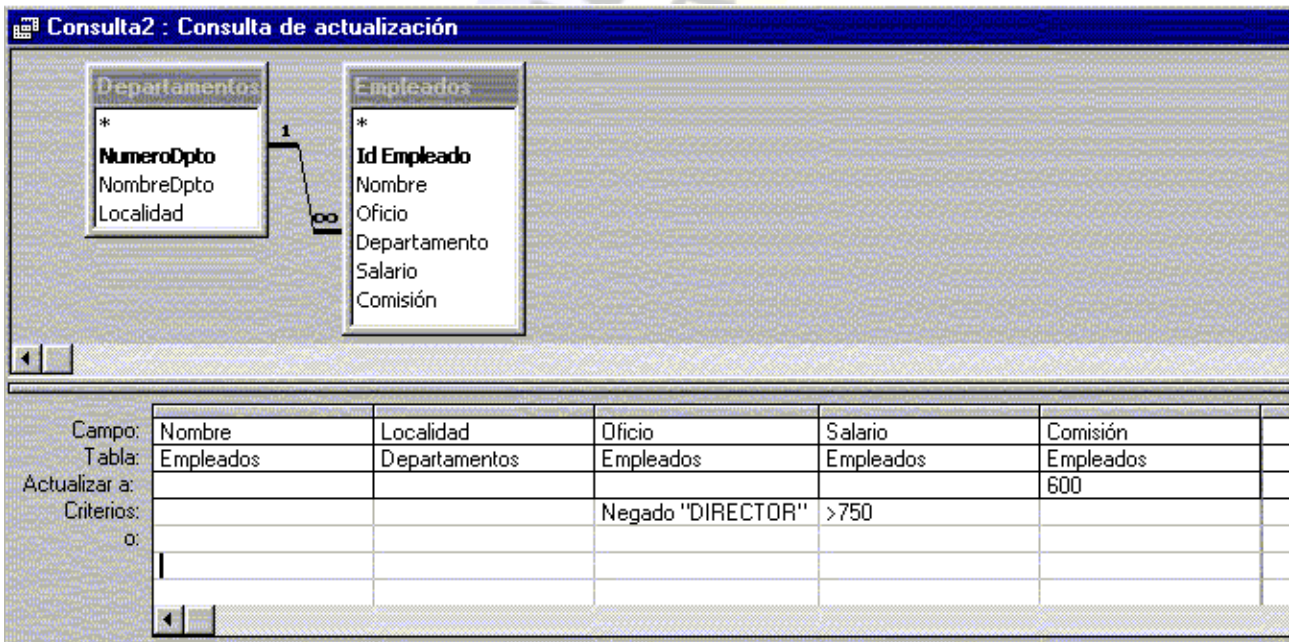 Consulta2 : Consulta de actualización
Departamentos
*
NumeroDpto
NombreDpto
Localidad
1
∞
Empleados
*
Id Empleado
Nombre
Oficio
Departamento
Salario
Comisión
Campo: Nombre Localidad Oficio Salario Comisión
Tabla: Empleados Departamentos Empleados Empleados Empleados
Actualizar a: 600
Criterios: Negado "DIRECTOR" >750
o: